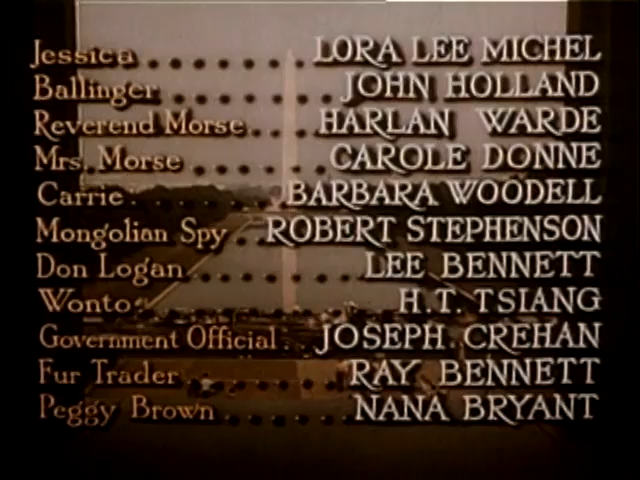 Jessica . . . . . . . LORA LEE MICHEL
Ballinger . . . . . . . JOHN HOLLAND
Reverend Morse . . . HARLAN WARDE
Mrs. Morse . . . . . . CAROLE DONNE
Carrie . . . . . . BARBARA WOODELL
Mongolian Spy . . ROBERT STEPHENSON
Don Logan . . . . . . . LEE BENNETT
Wonto . . . . . . . . . . H.T. TSIANG
Government Official . . JOSEPH CREHAN
Fur Trader . . . . . . . RAY BENNETT
Peggy Brown . . . . . NANA BRYANT